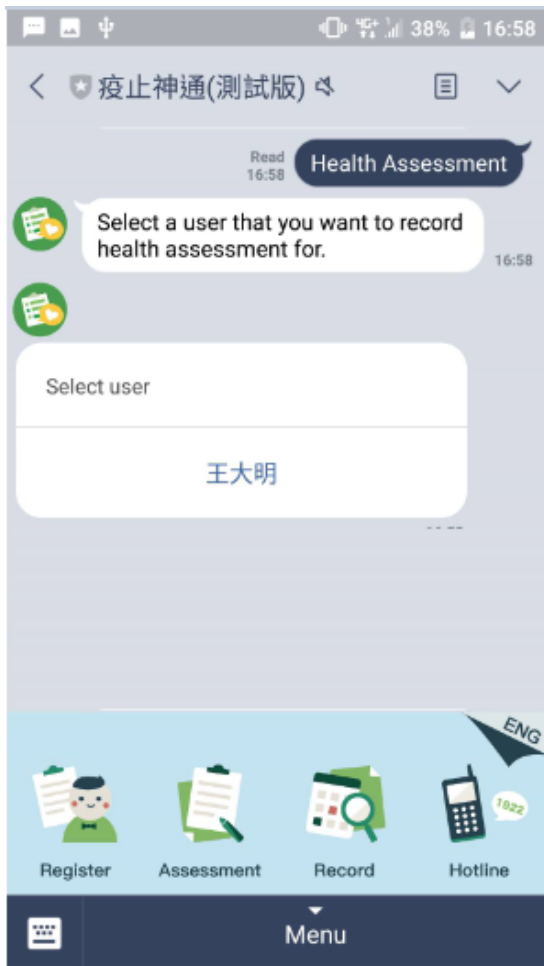 4G+ 38% 16:58
疫止神通(測試版)
Read
16:58
Health Assessment
Select a user that you want to record
health assessment for.
16:58
Select user
王大明
ENG
1922
Register Assessment Record Hotline
Menu